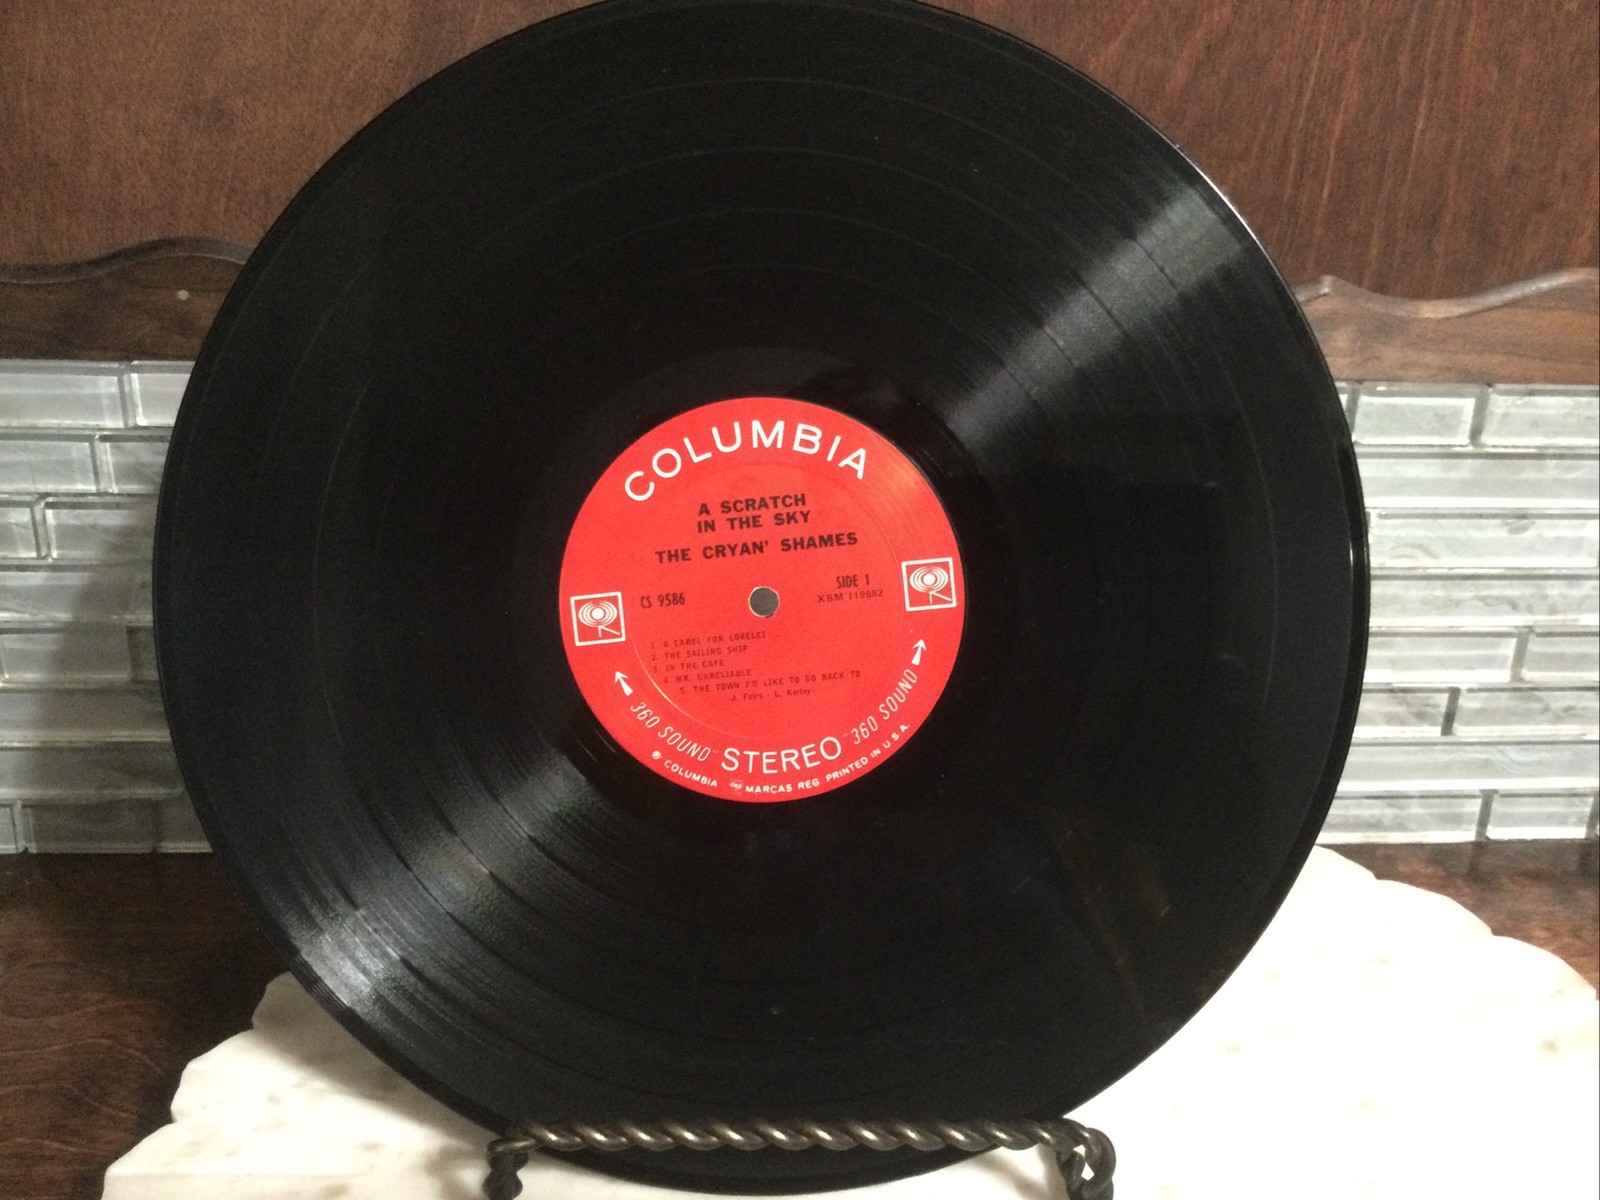 COLUMBIA
A SCRATCH
IN THE SKY
THE CRYAN' SHAMES
CS 9586
SIDE 1
XSM 119882
1. A CAROL FOR LORELEI
2. THE SAILING SHIP
3. IN THE CAFE
4. MR. UNRELIABLE
5. THE TOWN I'D LIKE TO GO BACK TO
J. Fairs - L. Kerley
"360 SOUND" STEREO "360 SOUND"
® COLUMBIA MARCAS REG. PRINTED IN U.S.A.